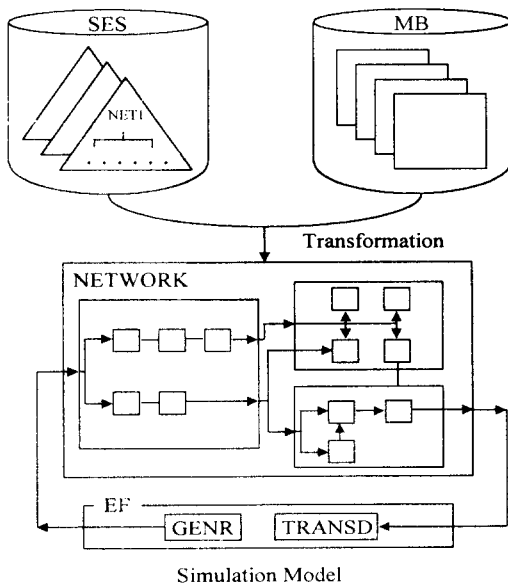 SES
MB
NET1
Transformation
NETWORK
EF
GENR
TRANSD
Simulation Model